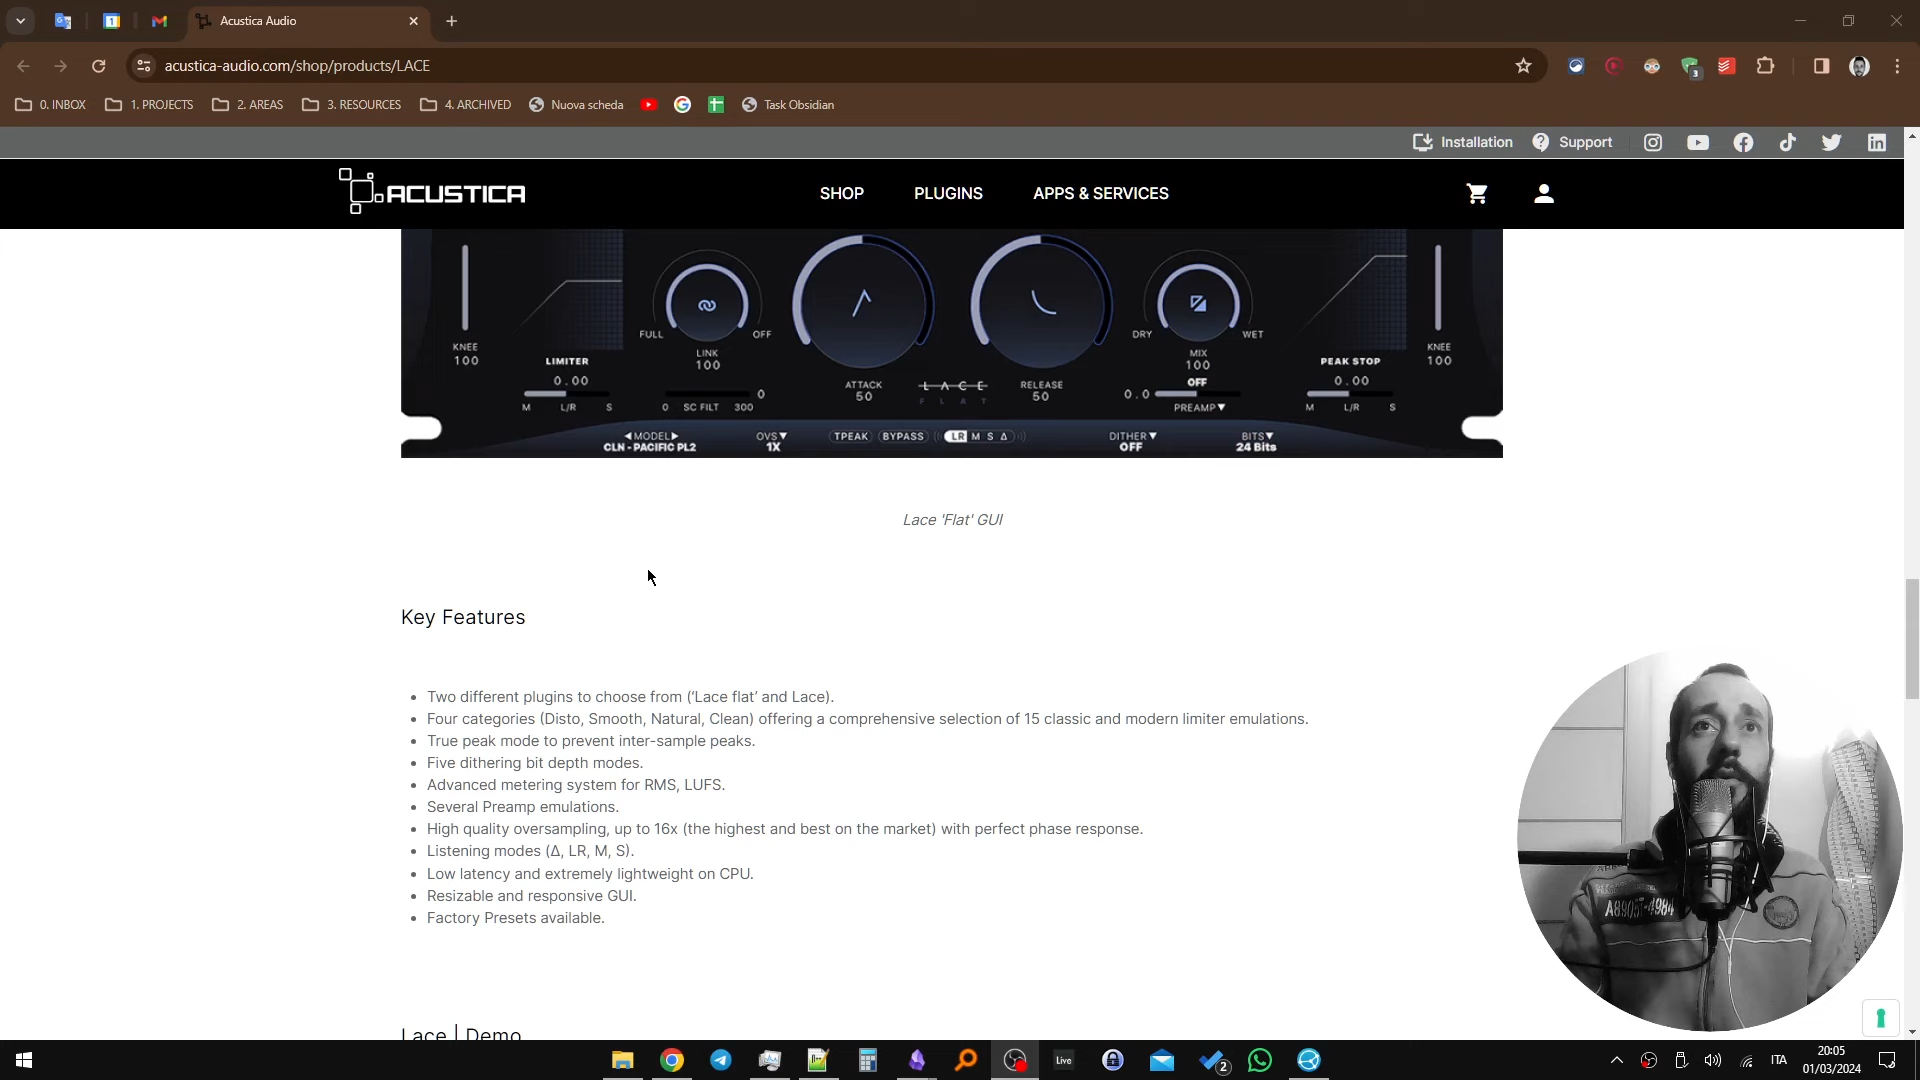 Acustica Audio
acustica-audio.com/shop/products/LACE
3
0. INBOX 1. PROJECTS 2. AREAS 3. RESOURCES 4. ARCHIVED Nuova scheda Task Obsidian
Installation Support
ACUSTICA SHOP PLUGINS APPS & SERVICES
FULL OFF DRY WET
KNEE 100
LIMITER
0.00
M L/R S
LINK
100
0
0 SC FILT 300
ATTACK
50
LACE
FLAT
RELEASE
50
MIX
100
OFF
0.0
PREAMP▼
PEAK STOP
0.00
M L/R S
KNEE
100
◀MODEL▶
CLN - PACIFIC PL2
OVS▼
1X
TPEAK BYPASS LR M S Δ
DITHER▼
OFF
BITS▼
24 Bits
Lace 'Flat' GUI
Key Features
• Two different plugins to choose from (‘Lace flat’ and Lace).
• Four categories (Disto, Smooth, Natural, Clean) offering a comprehensive selection of 15 classic and modern limiter emulations.
• True peak mode to prevent inter-sample peaks.
• Five dithering bit depth modes.
• Advanced metering system for RMS, LUFS.
• Several Preamp emulations.
• High quality oversampling, up to 16x (the highest and best on the market) with perfect phase response.
• Listening modes (Δ, LR, M, S).
• Low latency and extremely lightweight on CPU.
• Resizable and responsive GUI.
• Factory Presets available.
Lace | Demo
A89051-4984
Live
2
ITA
20:05
01/03/2024